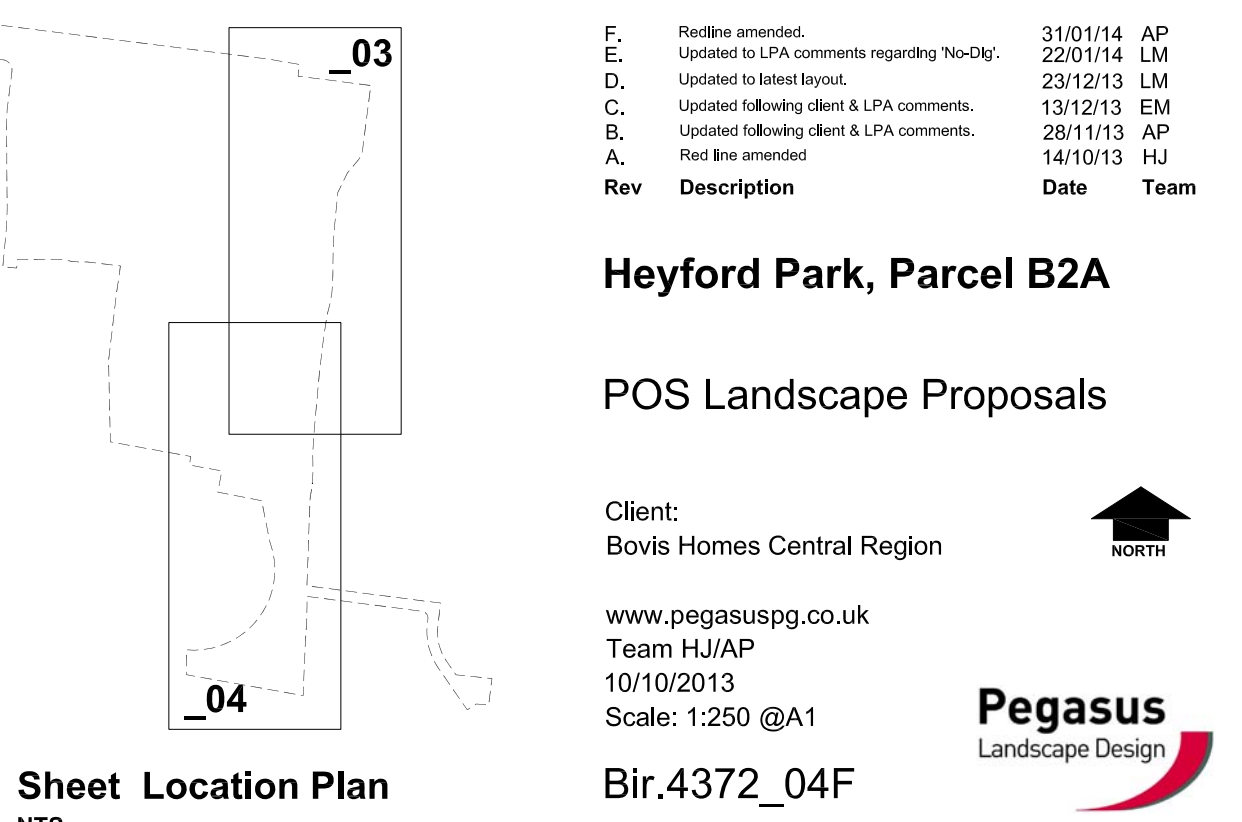 _03
_04
Sheet Location Plan
NTS
F. Redline amended. 31/01/14 AP
E. Updated to LPA comments regarding 'No-Dig'. 22/01/14 LM
D. Updated to latest layout. 23/12/13 LM
C. Updated following client & LPA comments. 13/12/13 EM
B. Updated following client & LPA comments. 28/11/13 AP
A. Red line amended 14/10/13 HJ
Rev Description Date Team
Heyford Park, Parcel B2A
POS Landscape Proposals
Client:
Bovis Homes Central Region
NORTH
www.pegasuspg.co.uk
Team HJ/AP
10/10/2013
Scale: 1:250 @A1
Pegasus
Landscape Design
Bir.4372_04F